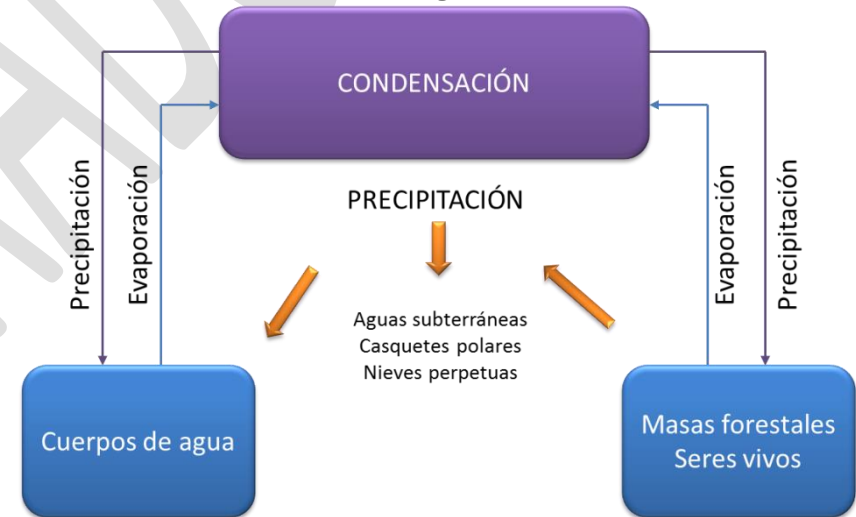 CONDENSACIÓN
Precipitación
Evaporación
PRECIPITACIÓN
Evaporación
Precipitación
Aguas subterráneas
Casquetes polares
Nieves perpetuas
Cuerpos de agua
Masas forestales
Seres vivos